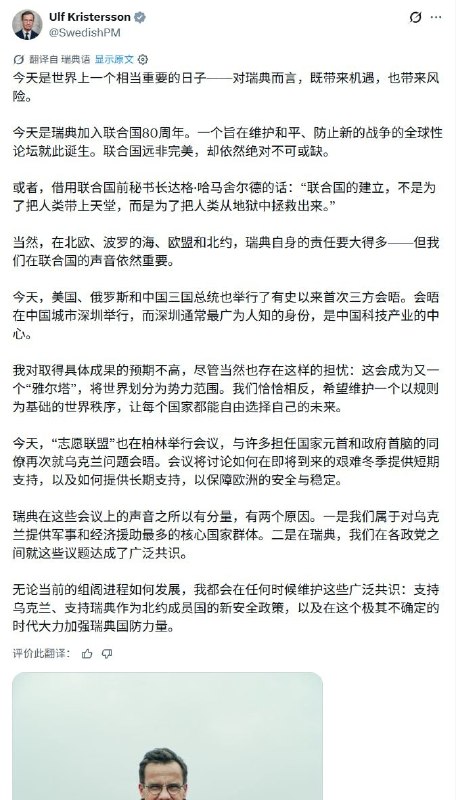 Ulf Kristersson
@SwedishPM
翻译自 瑞典语 显示原文
今天是世界上一个相当重要的日子——对瑞典而言，既带来机遇，也带来风
险。
今天是瑞典加入联合国80周年。一个旨在维护和平、防止新的战争的全球性
论坛就此诞生。联合国远非完美，却依然绝对不可或缺。
或者，借用联合国前秘书长达格·哈马舍尔德的话：“联合国的建立，不是为
了把人类带上天堂，而是为了把人类从地狱中拯救出来。”
当然，在北欧、波罗的海、欧盟和北约，瑞典自身的责任要大得多——但我
们在联合国的声音依然重要。
今天，美国、俄罗斯和中国三国总统也举行了有史以来首次三方会晤。会晤
在中国城市深圳举行，而深圳通常最广为人知的身份，是中国科技产业的中
心。
我对取得具体成果的预期不高，尽管当然也存在这样的担忧：这会成为又一
个“雅尔塔”，将世界划分为势力范围。我们恰恰相反，希望维护一个以规则
为基础的世界秩序，让每个国家都能自由选择自己的未来。
今天，“志愿联盟”也在柏林举行会议，与许多担任国家元首和政府首脑的同
僚再次就乌克兰问题会晤。会议将讨论如何在即将到来的艰难冬季提供短期
支持，以及如何提供长期支持，以保障欧洲的安全与稳定。
瑞典在这些会议上的声音之所以有分量，有两个原因。一是我们属于对乌克
兰提供军事和经济援助最多的核心国家群体。二是在瑞典，我们在各政党之
间就这些议题达成了广泛共识。
无论当前的组阁进程如何发展，我都会在任何时候维护这些广泛共识：支持
乌克兰、支持瑞典作为北约成员国的新安全政策，以及在这个极其不确定的
时代大力加强瑞典国防力量。
评价此翻译：